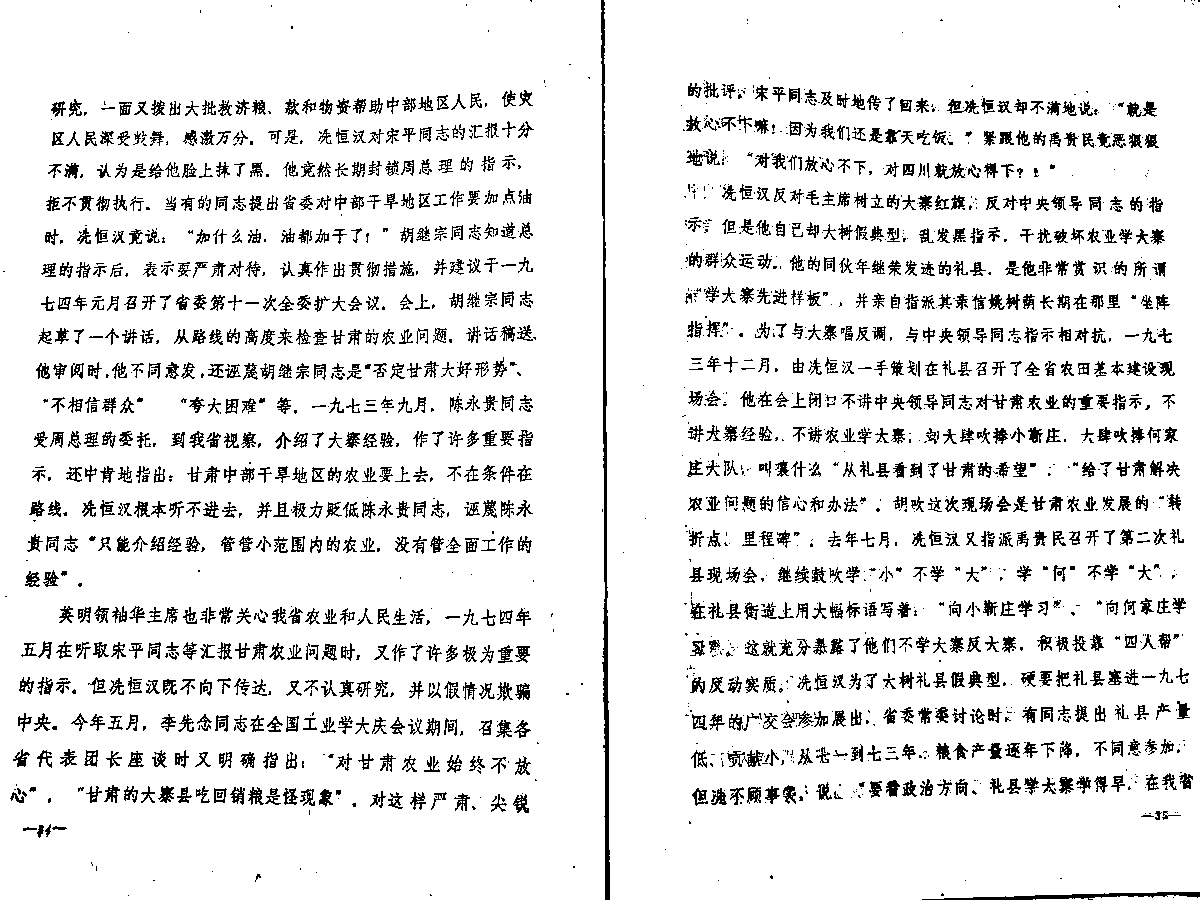 研究，一面又拨出大批救济粮、款和物资帮助中部地区人民，使灾
区人民深受鼓舞，感激万分。可是，冼恒汉对宋平同志的汇报十分
不满，认为是给他脸上抹了黑。他竟然长期封锁周总理的指示，
拒不贯彻执行。当有的同志提出省委对中部干旱地区工作要加点油
时，冼恒汉竟说：“加什么油，油都加干了！”胡继宗同志知道总
理的指示后，表示要严肃对待，认真作出贯彻措施，并建议于一九
七四年元月召开了省委第十一次全委扩大会议。会上，胡继宗同志
起草了一个讲话，从路线的高度来检查甘肃的农业问题。讲话稿送
他审阅时，他不同意发，还诬蔑胡继宗同志是“否定甘肃大好形势”、
“不相信群众” “夸大困难”等。一九七三年九月，陈永贵同志
受周总理的委托，到我省视察，介绍了大寨经验，作了许多重要指
示，还中肯地指出：甘肃中部干旱地区的农业要上去，不在条件在
路线。冼恒汉根本听不进去，并且极力贬低陈永贵同志，诬蔑陈永
贵同志“只能介绍经验，管管小范围内的农业，没有管全面工作的
经验”。
英明领袖华主席也非常关心我省农业和人民生活，一九七四年
五月在听取宋平同志等汇报甘肃农业问题时，又作了许多极为重要
的指示。但冼恒汉既不向下传达，又不认真研究，并以假情况欺骗
中央。今年五月，李先念同志在全国工业学大庆会议期间，召集各
省代表团长座谈时又明确指出：“对甘肃农业始终不放
心”，“甘肃的大寨县吃回销粮是怪现象”。对这样严肃、尖锐
—34—
的批评，宋平同志及时地传了回来，但冼恒汉却不满地说：“就是
放心不下嘛！因为我们还是靠天吃饭。”紧跟他的禹贵民竟恶狠狠
地说：“对我们放心不下，对四川就放心得下？！”
冼恒汉反对毛主席树立的大寨红旗，反对中央领导同志的指
示，但是他自己却大树假典型，乱发黑指示，干扰破坏农业学大寨
的群众运动。他的同伙年继荣发迹的礼县，是他非常赏识的所谓
“学大寨先进样板”，并亲自指派其亲信姚树荫长期在那里“坐阵
指挥”。为了与大寨唱反调，与中央领导同志指示相对抗，一九七
三年十二月，由冼恒汉一手策划在礼县召开了全省农田基本建设现
场会。他在会上闭口不讲中央领导同志对甘肃农业的重要指示，不
讲大寨经验、不讲农业学大寨；却大肆吹捧小靳庄，大肆吹捧何家
庄大队，叫嚷什么“从礼县看到了甘肃的希望”，“给了甘肃解决
农业问题的信心和办法”，胡吹这次现场会是甘肃农业发展的“转
折点，里程碑”。去年七月，冼恒汉又指派禹贵民召开了第二次礼
县现场会，继续鼓吹学“小”不学“大”，学“何”不学“大”，
在礼县街道上用大幅标语写着：“向小靳庄学习”、“向何家庄学
习”。这就充分暴露了他们不学大寨反大寨，积极投靠“四人帮”
的反动实质。冼恒汉为了大树礼县假典型，硬要把礼县塞进一九七
四年的广交会参加展出，省委常委讨论时，有同志提出礼县产量
低，贡献小，从七一到七三年，粮食产量逐年下降，不同意参加，
但冼不顾事实，说：“要看政治方向、礼县学大寨学得早，在我省
—35—